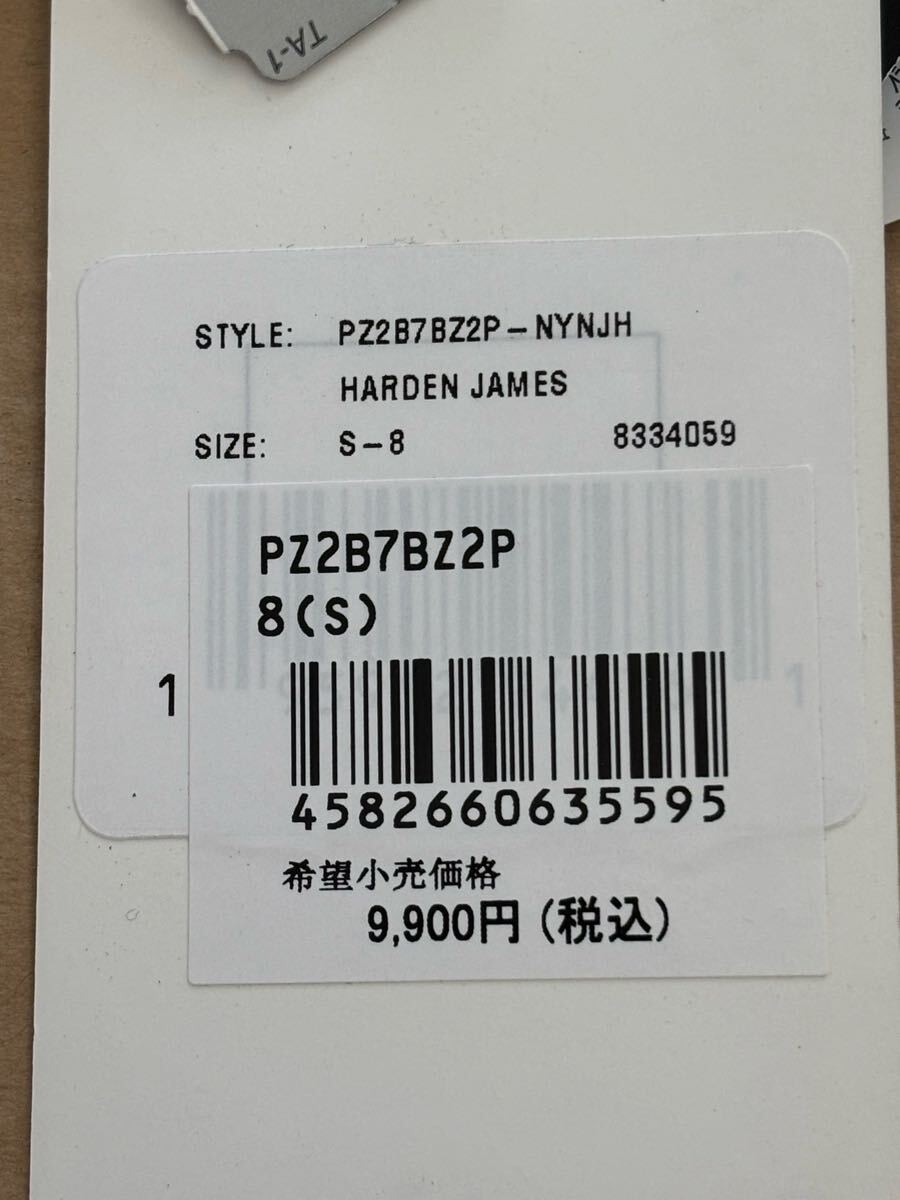 TA-1
STYLE: PZ2B7BZ2P-NYNJH
HARDEN JAMES
SIZE: S-8 8334059
PZ2B7BZ2P
8(S)
1
1
4582660635595
希望小売価格
9,900円(税込)